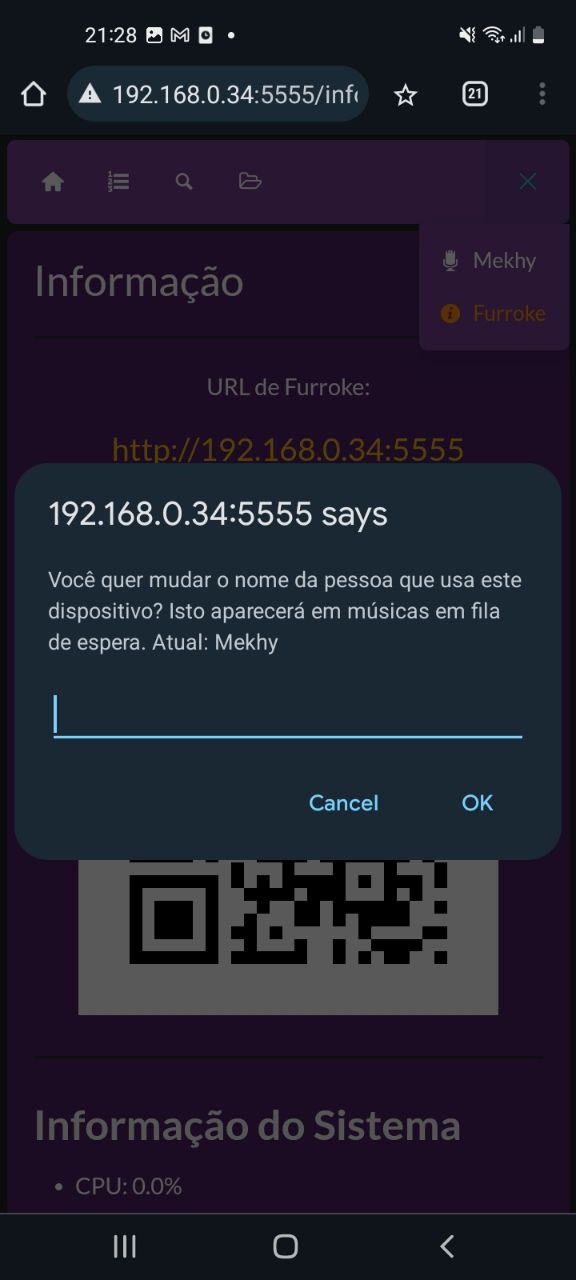 21:28
192.168.0.34:5555/info
21
Mekhy
Informação
Furroke
URL de Furroke:
http://192.168.0.34:5555
192.168.0.34:5555 says
Você quer mudar o nome da pessoa que usa este
dispositivo? Isto aparecerá em músicas em fila
de espera. Atual: Mekhy
Cancel
OK
Informação do Sistema
• CPU: 0.0%